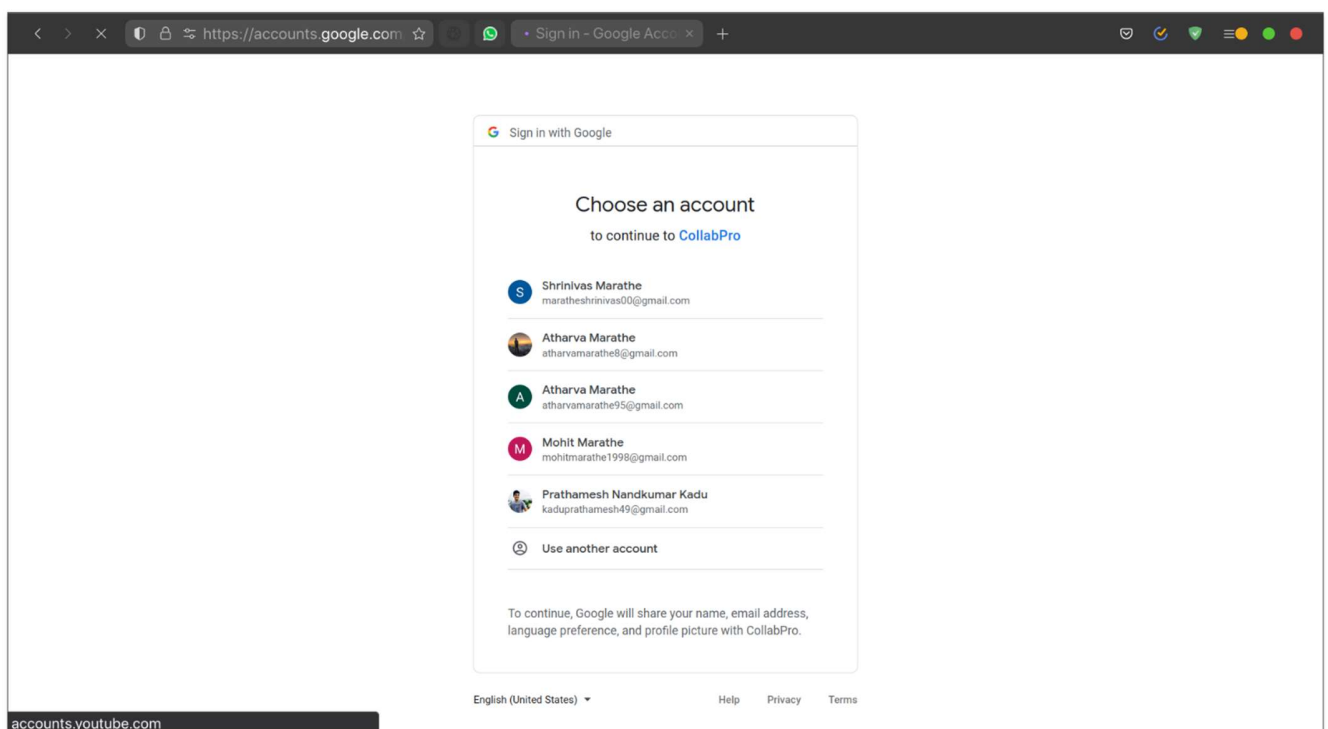 https://accounts.google.com
Sign in – Google Acco
Sign in with Google
Choose an account
to continue to CollabPro
S
Shrinivas Marathe
maratheshrinivas00@gmail.com
Atharva Marathe
atharvamarathe8@gmail.com
A
Atharva Marathe
atharvamarathe95@gmail.com
M
Mohit Marathe
mohitmarathe1998@gmail.com
Prathamesh Nandkumar Kadu
kaduprathamesh49@gmail.com
Use another account
To continue, Google will share your name, email address,
language preference, and profile picture with CollabPro.
English (United States) Help Privacy Terms
accounts.youtube.com